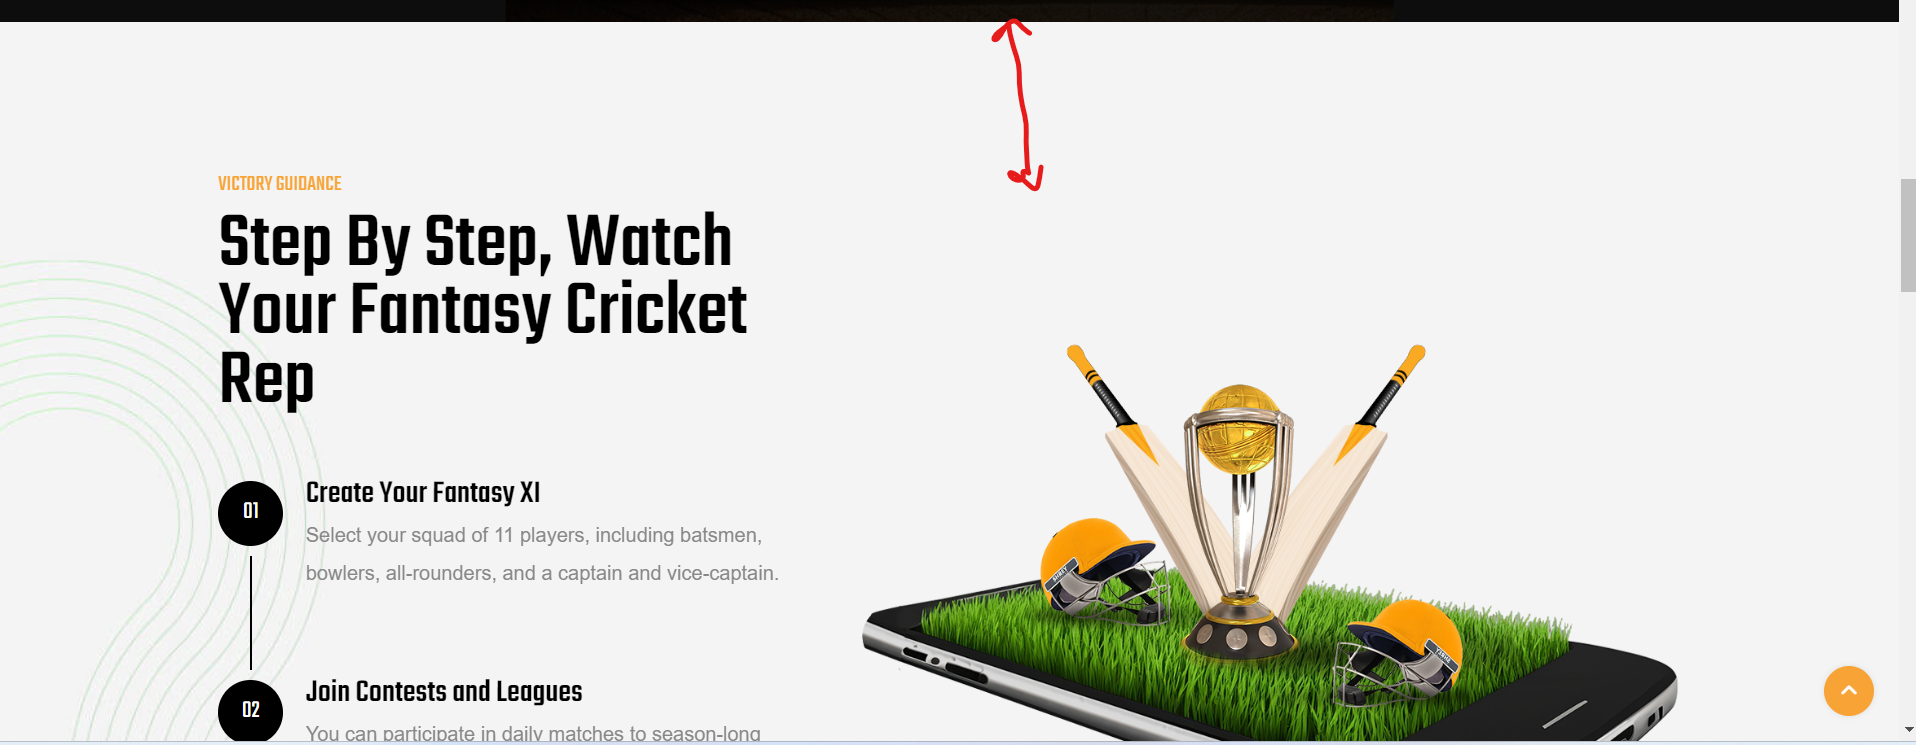 VICTORY GUIDANCE
Step By Step, Watch
Your Fantasy Cricket
Rep
01
Create Your Fantasy XI
Select your squad of 11 players, including batsmen,
bowlers, all-rounders, and a captain and vice-captain.
02
Join Contests and Leagues
You can participate in daily matches to season-long